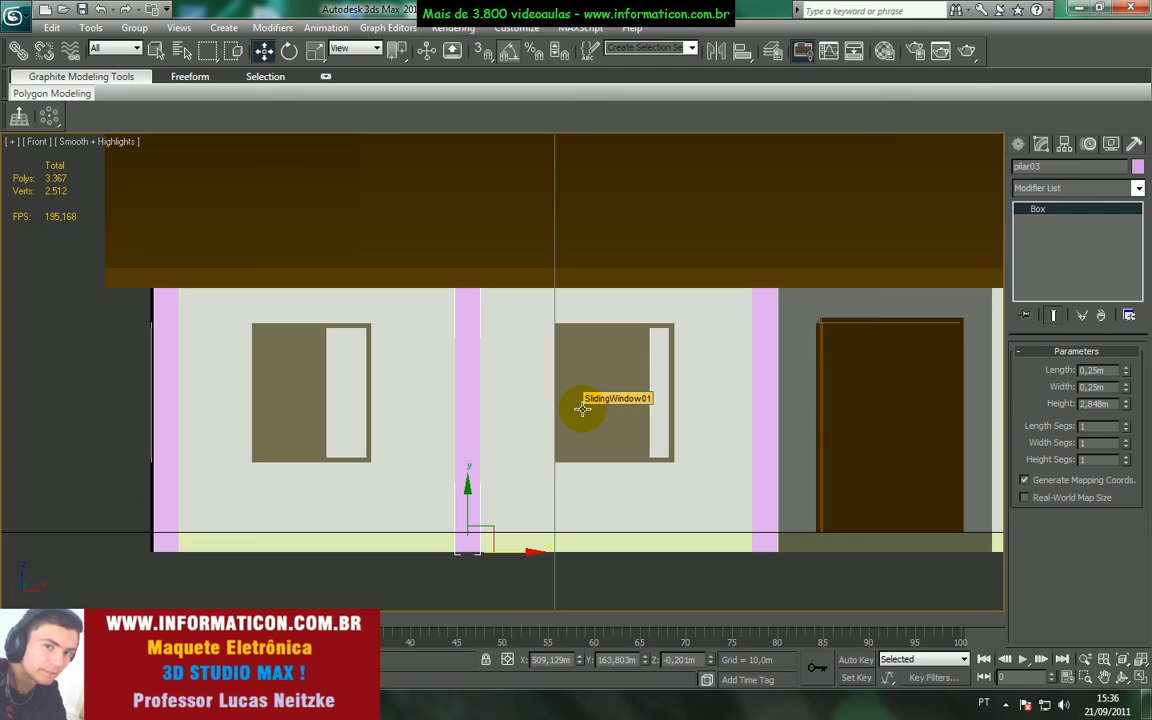 Autodesk 3ds Max 201
Mais de 3.800 videoaulas - www.informaticon.com.br
Type a keyword or phrase
Edit Tools Group Views Create Modifiers Animation Graph Editors Rendering Customize MAXScript Help
All
View
Create Selection Se
Graphite Modeling Tools Freeform Selection
Polygon Modeling
[ + ] [ Front ] [ Smooth + Highlights ]
Total
Polys: 3.367
Verts: 2.512
FPS: 195,168
pilar03
Modifier List
Box
SlidingWindow01
Parameters
Length: 0,25m
Width: 0,25m
Height: 2,848m
Length Segs: 1
Width Segs: 1
Height Segs: 1
Generate Mapping Coords.
Real-World Map Size
y
z
WWW.INFORMATICON.COM.BR
Maquete Eletrônica
3D STUDIO MAX !
Professor Lucas Neitzke
40 45 50 55 60 65 70 75 80 85 90 95 100
X: 509,129m Y: 163,803m Z: -0,201m Grid = 10,0m
Add Time Tag
Auto Key Selected
Set Key Key Filters... 0
PT
15:36
21/09/2011